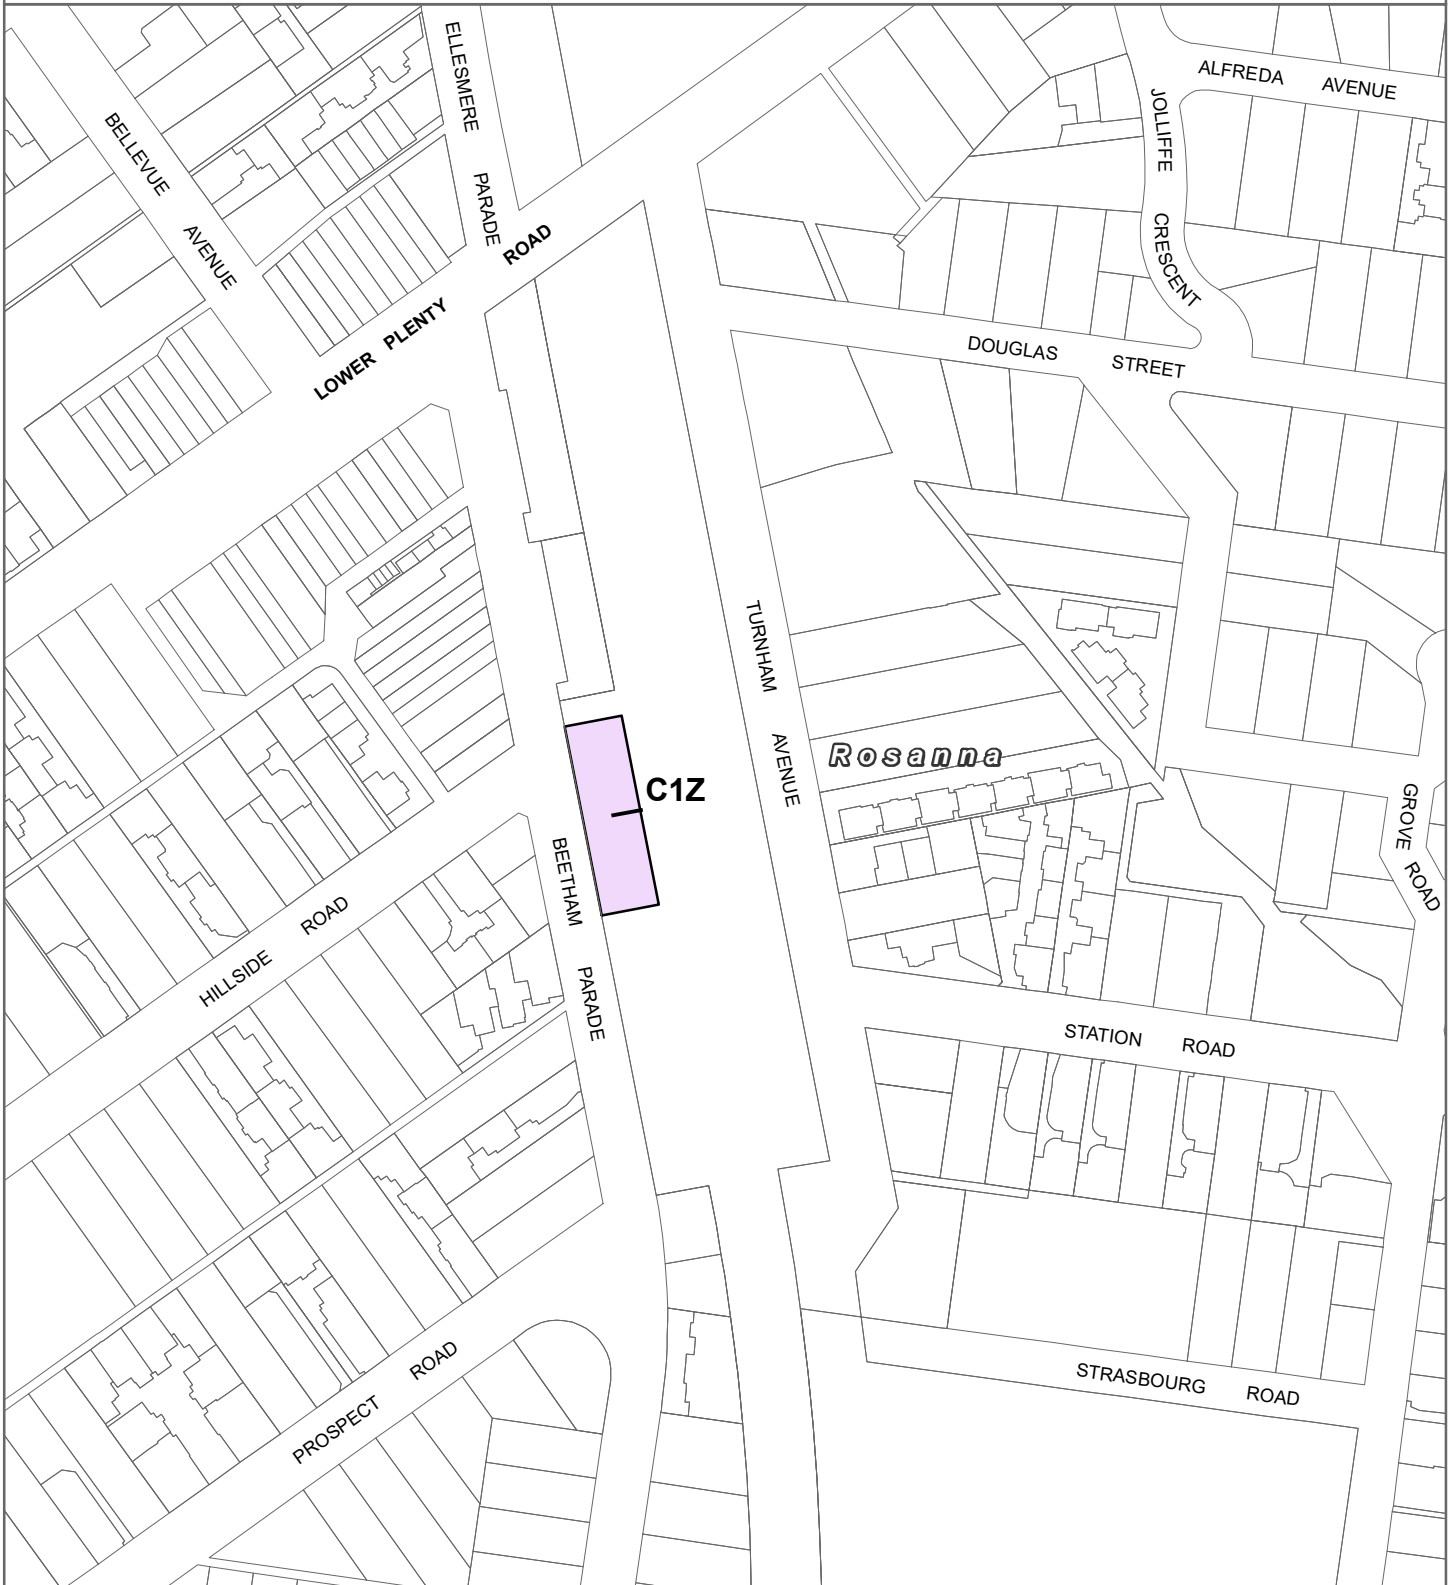 ALFREDA AVENUE
ELLESMERE PARADE
BELLEVUE AVENUE
JOLLIFFE CRESCENT
LOWER PLENTY ROAD
DOUGLAS STREET
TURNHAM AVENUE
Rosanna
C1Z
GROVE ROAD
BEETHAM PARADE
HILLSIDE ROAD
STATION ROAD
PROSPECT ROAD
STRASBOURG ROAD